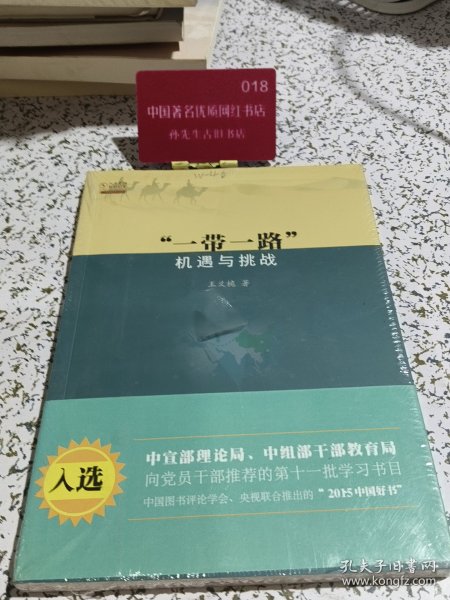 018
中国著名优质网红书店
孙先生古旧书店
“一带一路”
机遇与挑战
王义桅 著
入选
中宣部理论局、中组部干部教育局
向党员干部推荐的第十一批学习书目
中国图书评论学会、央视联合推出的“2015中国好书”
孔夫子旧书网
www.kongfz.com